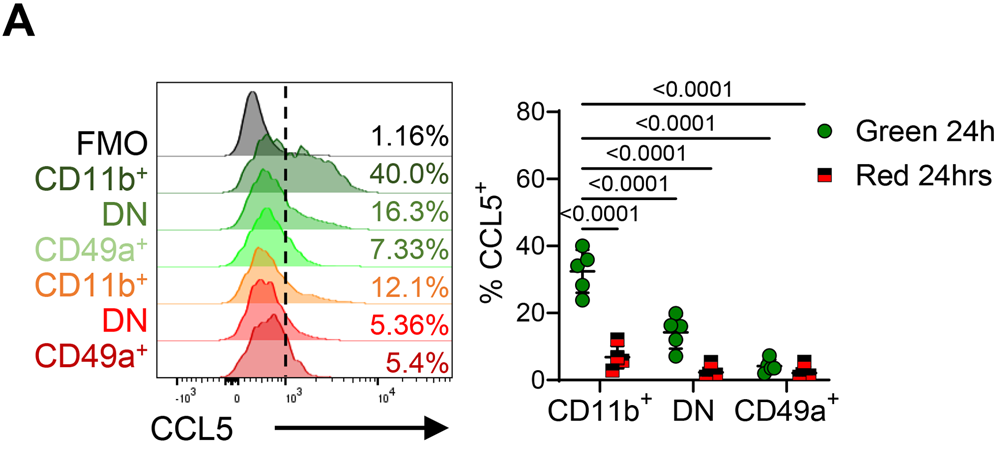 A
FMO
1.16%
CD11b+
40.0%
DN
16.3%
CD49a+
7.33%
CD11b+
12.1%
DN
5.36%
CD49a+
5.4%
-10³ 0 10³ 10⁴
CCL5
% CCL5+
80
60
40
20
0
<0.0001
<0.0001
<0.0001
<0.0001
<0.0001
CD11b+ DN CD49a+
Green 24h
Red 24hrs